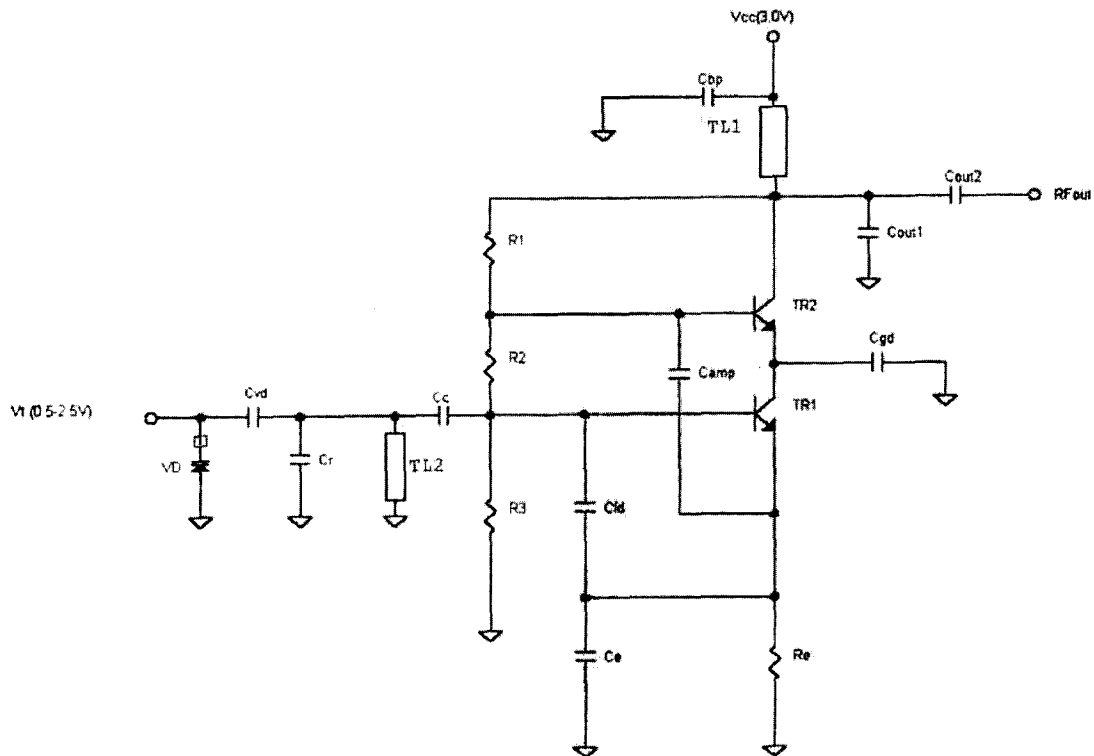 Vcc(3.0V)
Cbp
TL1
Cout2
RFout
Cout1
R1
TR2
Cgd
R2
Camp
Vt (0.5-2.5V)
Cvd
Cc
TR1
VD
Cr
TL2
R3
Cfd
Ce
Re